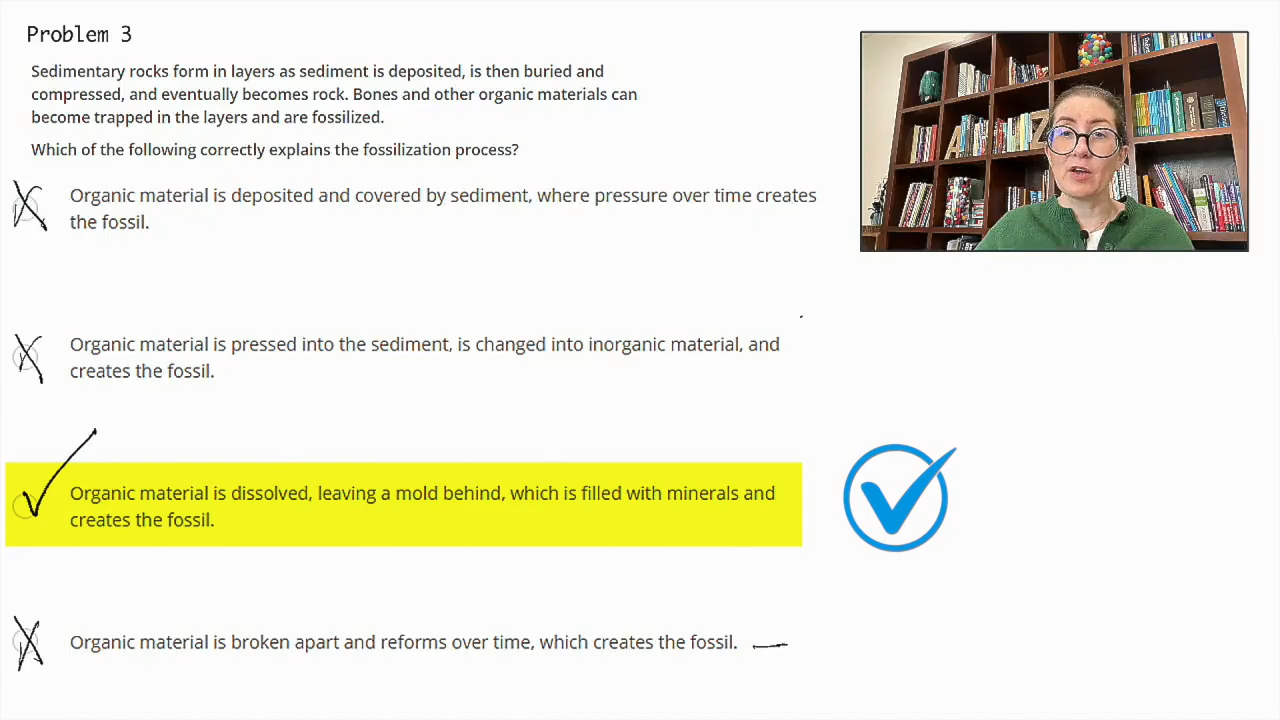 Problem 3
Sedimentary rocks form in layers as sediment is deposited, is then buried and
compressed, and eventually becomes rock. Bones and other organic materials can
become trapped in the layers and are fossilized.
Which of the following correctly explains the fossilization process?
Organic material is deposited and covered by sediment, where pressure over time creates
the fossil.
Organic material is pressed into the sediment, is changed into inorganic material, and
creates the fossil.
Organic material is dissolved, leaving a mold behind, which is filled with minerals and
creates the fossil.
Organic material is broken apart and reforms over time, which creates the fossil.
A
Z